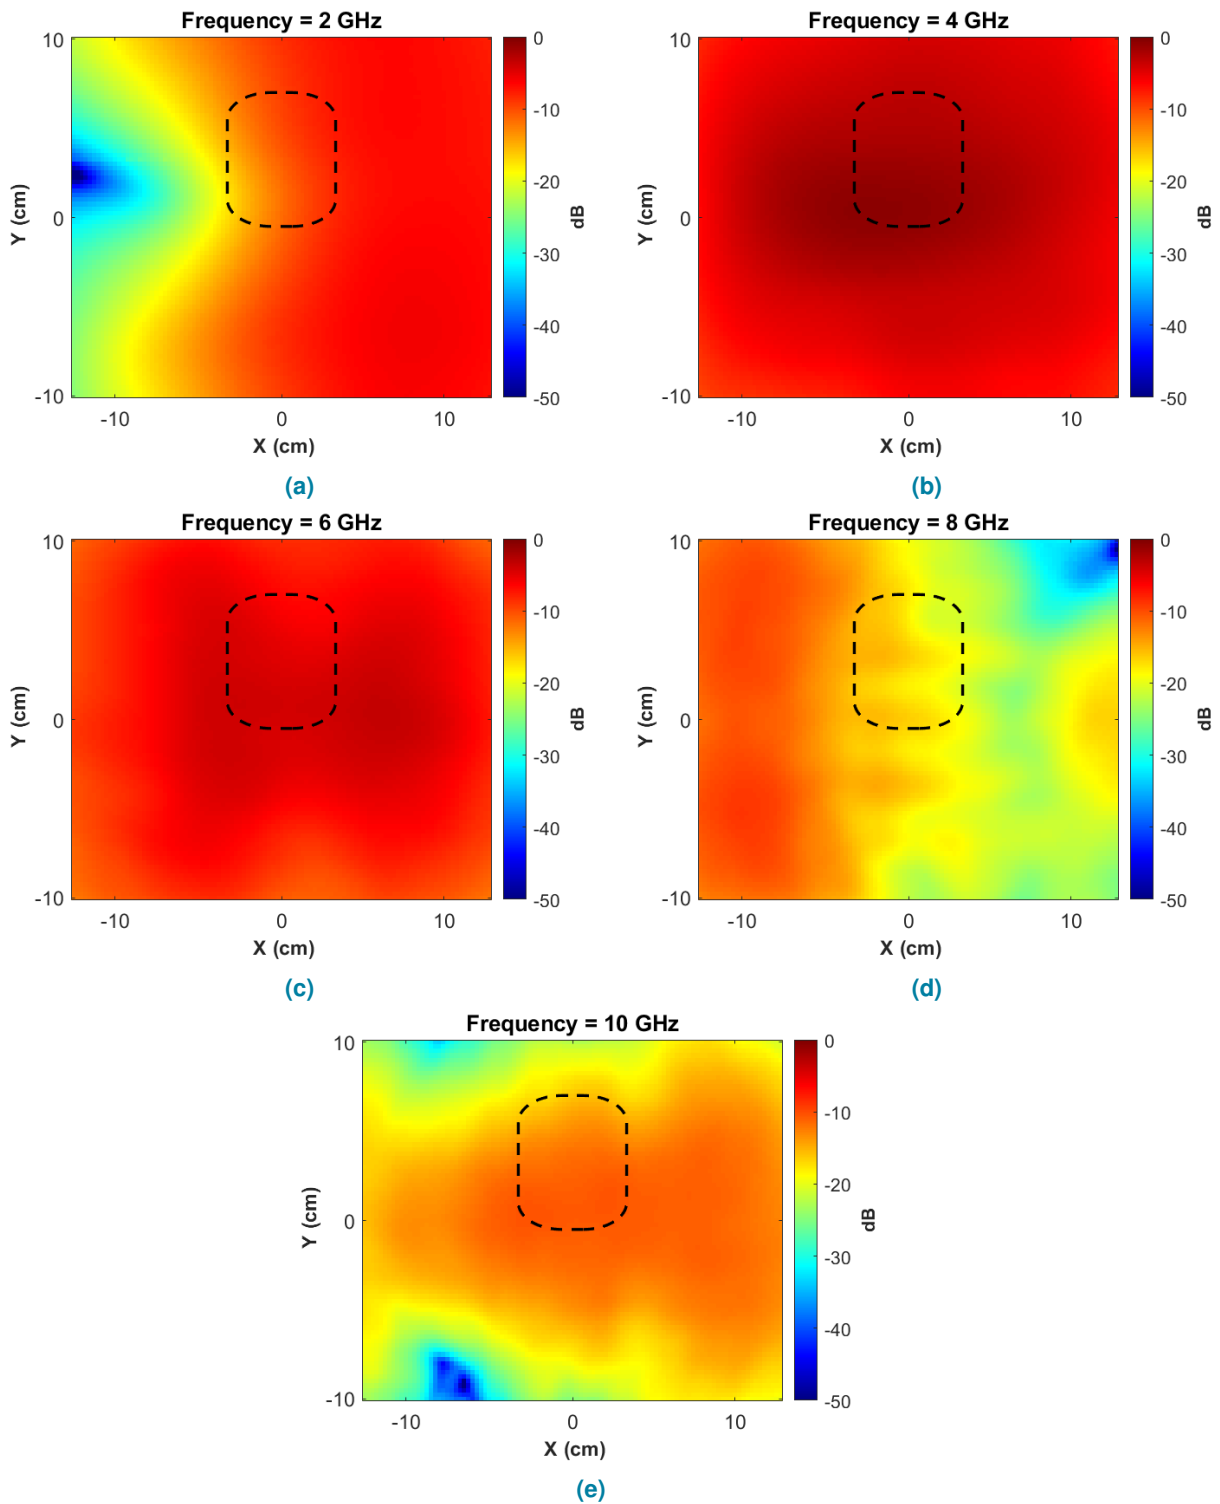 Frequency = 2 GHz
10
0
-10
Y (cm)
-10 0 10
X (cm)
0
-10
-20
-30
-40
-50
dB
(a)
Frequency = 4 GHz
10
0
-10
Y (cm)
-10 0 10
X (cm)
0
-10
-20
-30
-40
-50
dB
(b)
Frequency = 6 GHz
10
0
-10
Y (cm)
-10 0 10
X (cm)
0
-10
-20
-30
-40
-50
dB
(c)
Frequency = 8 GHz
10
0
-10
Y (cm)
-10 0 10
X (cm)
0
-10
-20
-30
-40
-50
dB
(d)
Frequency = 10 GHz
10
0
-10
Y (cm)
-10 0 10
X (cm)
0
-10
-20
-30
-40
-50
dB
(e)